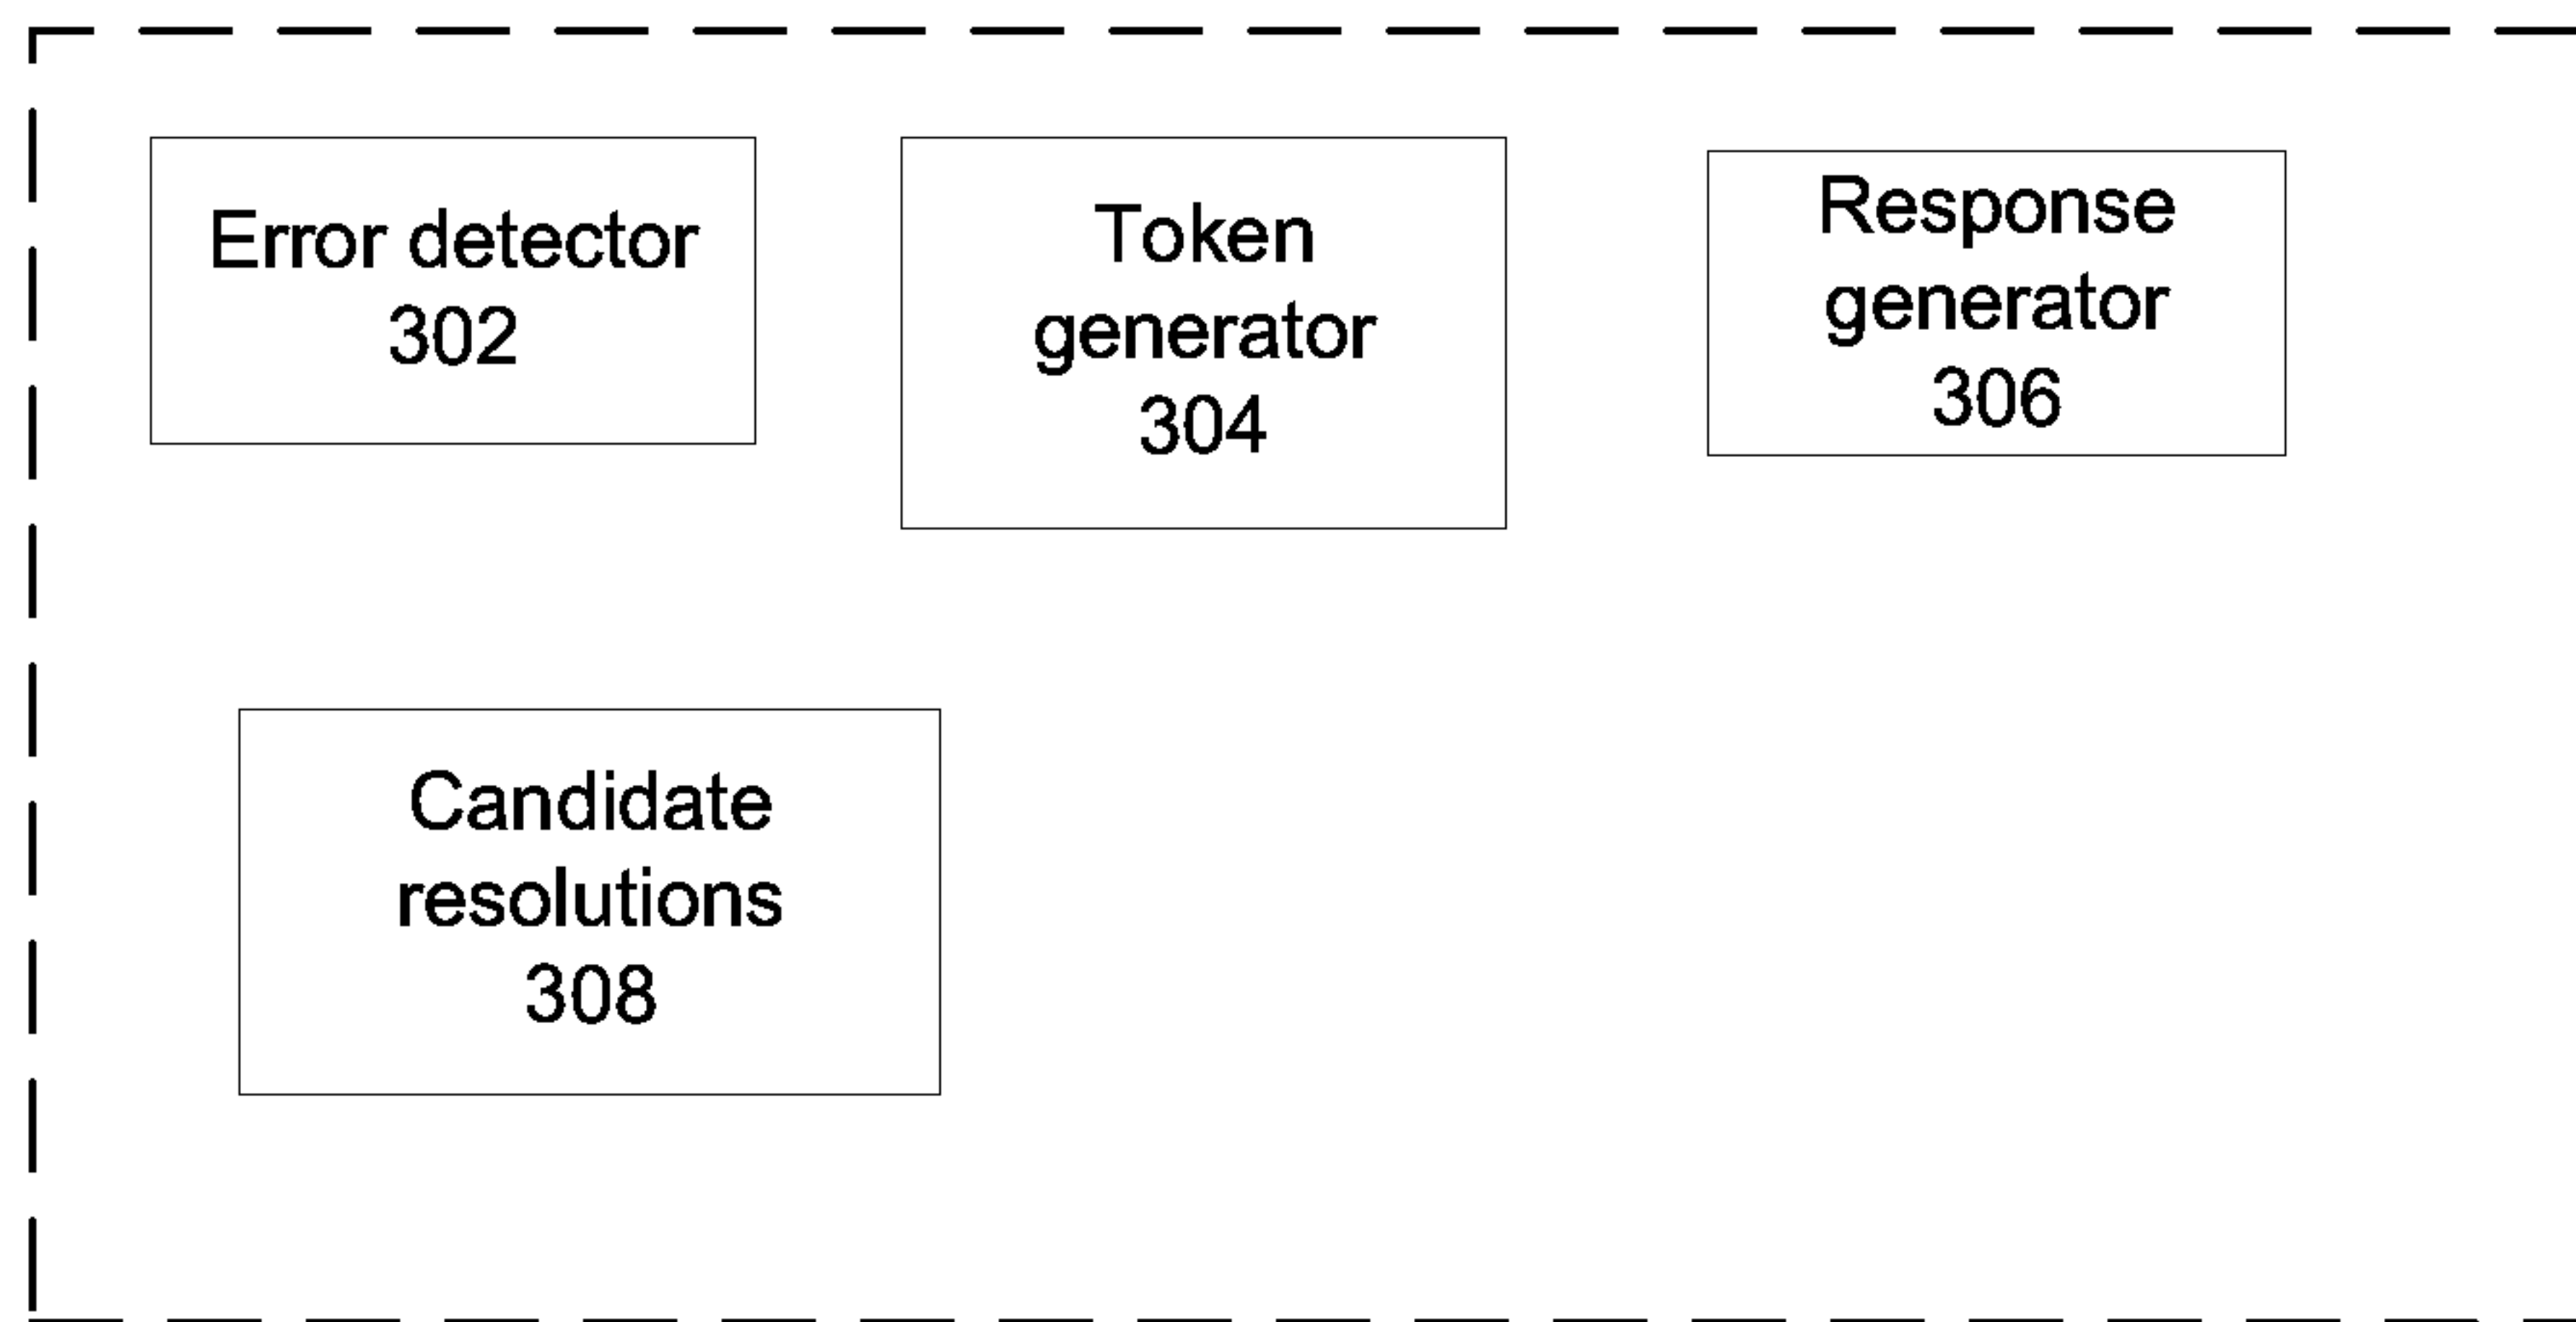 Error detector
302
Token
generator
304
Response
generator
306
Candidate
resolutions
308